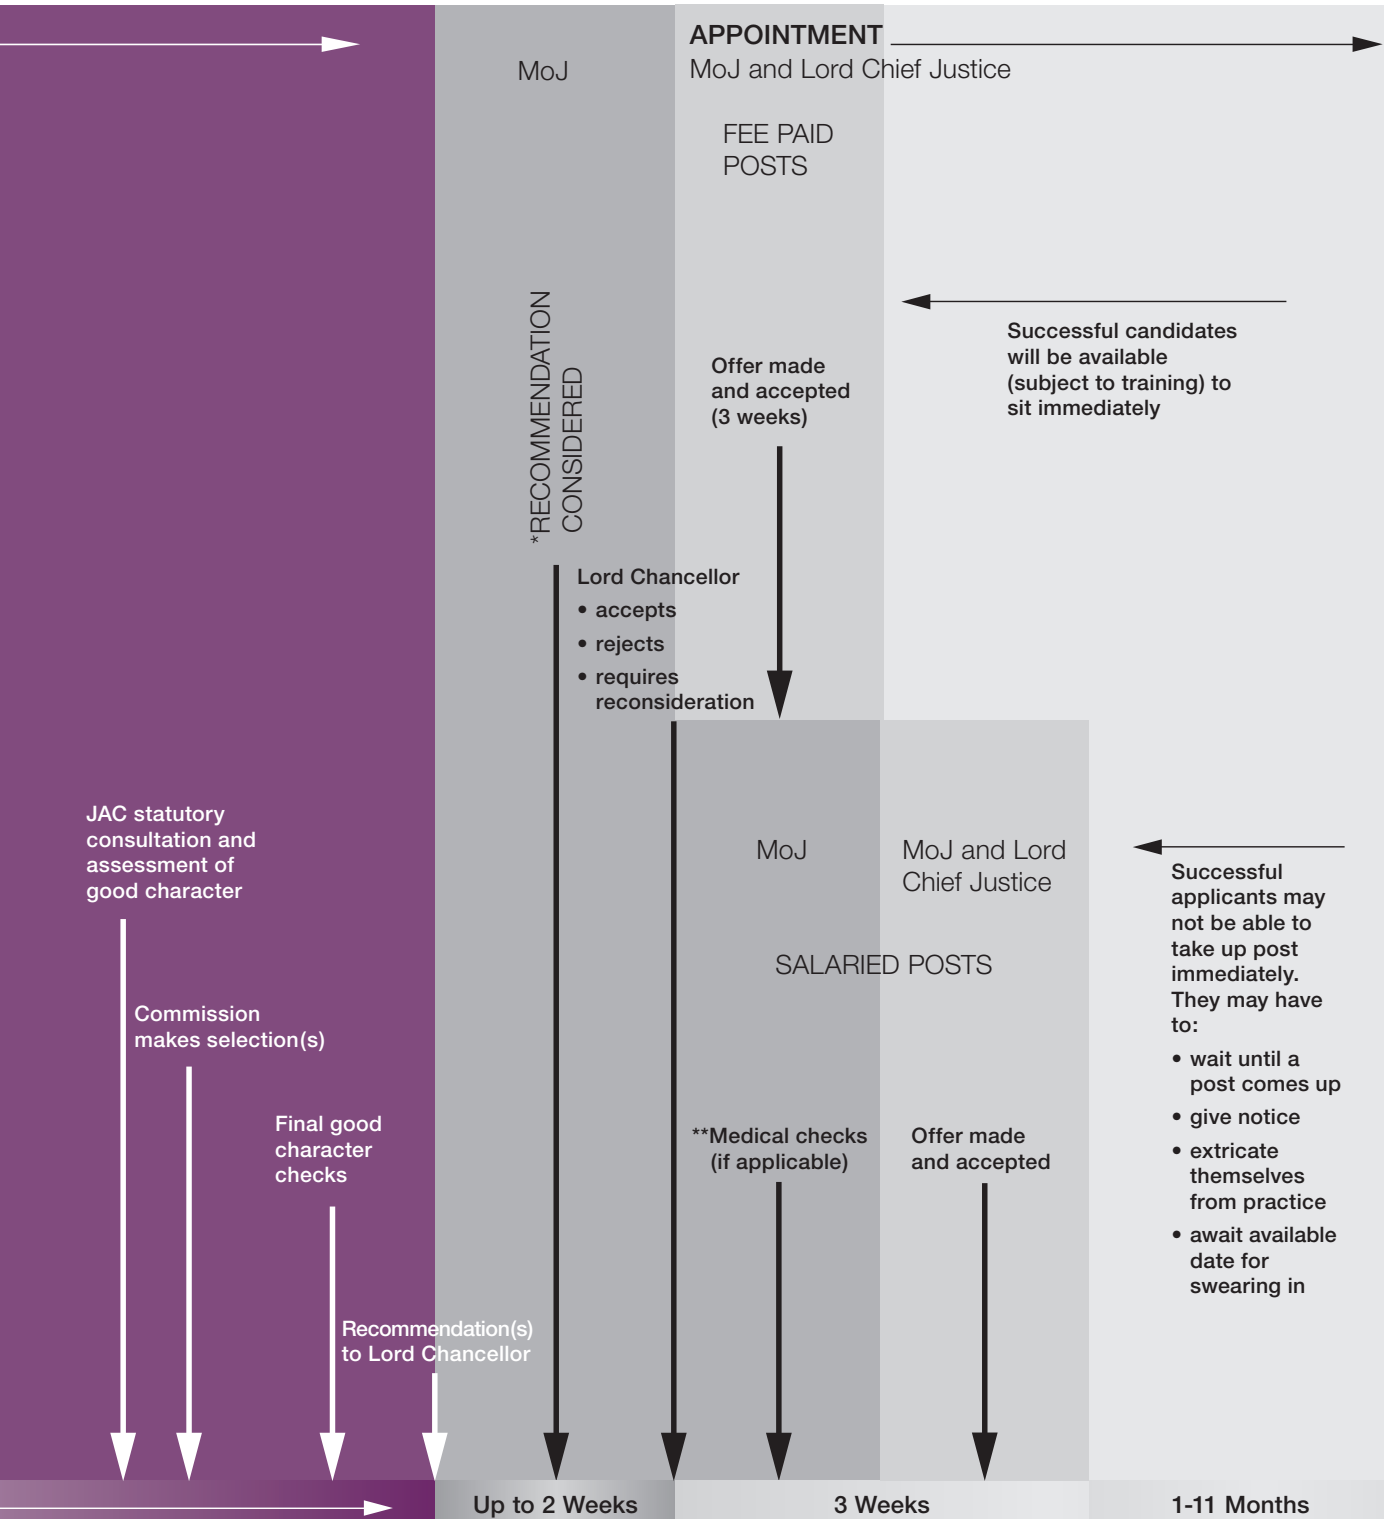 MoJ
APPOINTMENT
MoJ and Lord Chief Justice
FEE PAID
POSTS
*RECOMMENDATION
CONSIDERED
Offer made
and accepted
(3 weeks)
Successful candidates
will be available
(subject to training) to
sit immediately
Lord Chancellor
• accepts
• rejects
• requires
reconsideration
JAC statutory
consultation and
assessment of
good character
Commission
makes selection(s)
Final good
character
checks
Recommendation(s)
to Lord Chancellor
MoJ
MoJ and Lord
Chief Justice
SALARIED POSTS
**Medical checks
(if applicable)
Offer made
and accepted
Successful
applicants may
not be able to
take up post
immediately.
They may have
to:
• wait until a
post comes up
• give notice
• extricate
themselves
from practice
• await available
date for
swearing in
Up to 2 Weeks
3 Weeks
1-11 Months